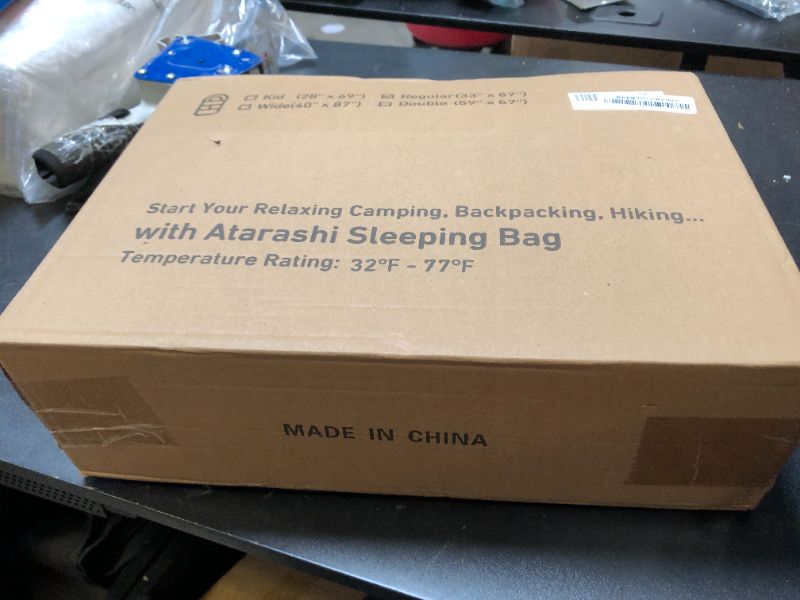 ☐ Kid (28" x 69") ☑ Regular(33" x 87")
☐ Wide(40" x 87") ☐ Double (59" x 87")
Start Your Relaxing Camping, Backpacking, Hiking...
with Atarashi Sleeping Bag
Temperature Rating: 32°F - 77°F
MADE IN CHINA